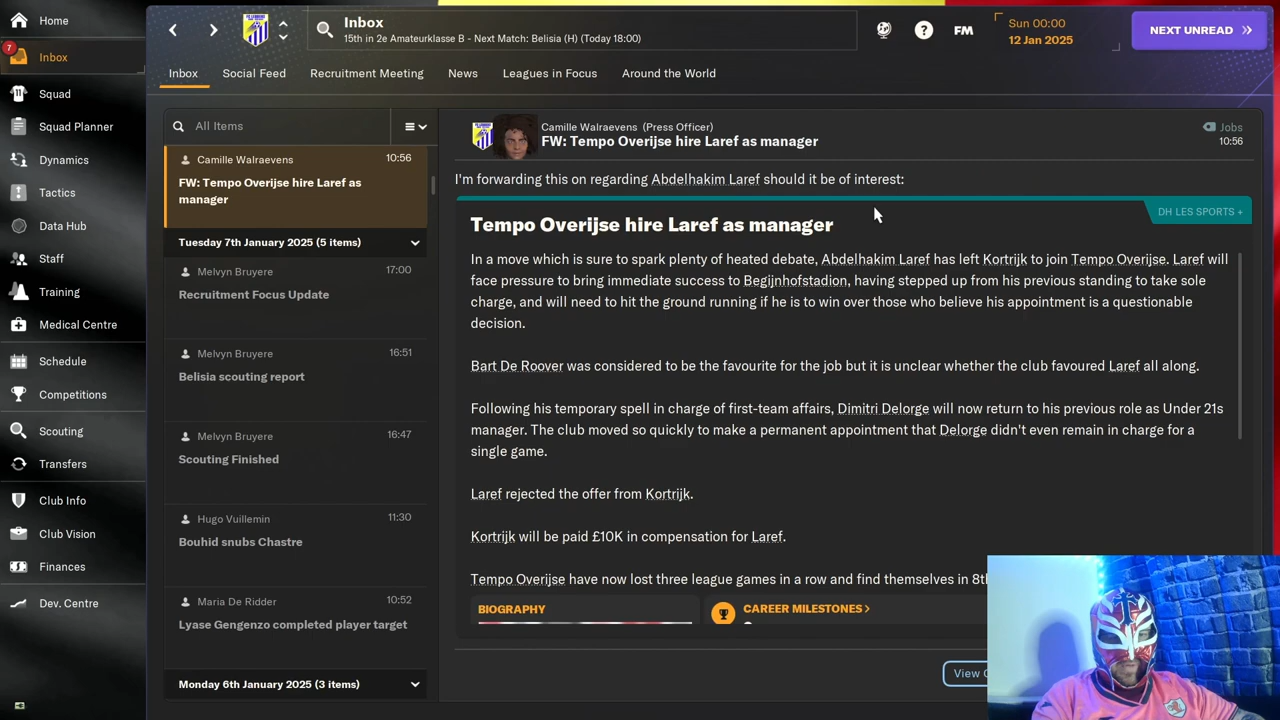 Home
7
Inbox
Squad
Squad Planner
Dynamics
Tactics
Data Hub
Staff
Training
Medical Centre
Schedule
Competitions
Scouting
Transfers
Club Info
Club Vision
Finances
Dev. Centre
Inbox
15th in 2e Amateurklasse B - Next Match: Belisia (H) (Today 18:00)
?
FM
Sun 00:00
12 Jan 2025
NEXT UNREAD
Inbox
Social Feed
Recruitment Meeting
News
Leagues in Focus
Around the World
All Items
Camille Walraevens
10:56
FW: Tempo Overijse hire Laref as
manager
Tuesday 7th January 2025 (5 items)
Melvyn Bruyere
17:00
Recruitment Focus Update
Melvyn Bruyere
16:51
Belisia scouting report
Melvyn Bruyere
16:47
Scouting Finished
Hugo Vuillemin
11:30
Bouhid snubs Chastre
Maria De Ridder
10:52
Lyase Gengenzo completed player target
Monday 6th January 2025 (3 items)
Camille Walraevens (Press Officer)
FW: Tempo Overijse hire Laref as manager
Jobs
10:56
I'm forwarding this on regarding Abdelhakim Laref should it be of interest:
DH LES SPORTS +
Tempo Overijse hire Laref as manager
In a move which is sure to spark plenty of heated debate, Abdelhakim Laref has left Kortrijk to join Tempo Overijse. Laref will
face pressure to bring immediate success to Begijnhofstadion, having stepped up from his previous standing to take sole
charge, and will need to hit the ground running if he is to win over those who believe his appointment is a questionable
decision.
Bart De Roover was considered to be the favourite for the job but it is unclear whether the club favoured Laref all along.
Following his temporary spell in charge of first-team affairs, Dimitri Delorge will now return to his previous role as Under 21s
manager. The club moved so quickly to make a permanent appointment that Delorge didn't even remain in charge for a
single game.
Laref rejected the offer from Kortrijk.
Kortrijk will be paid £10K in compensation for Laref.
Tempo Overijse have now lost three league games in a row and find themselves in 8th
BIOGRAPHY
CAREER MILESTONES
View